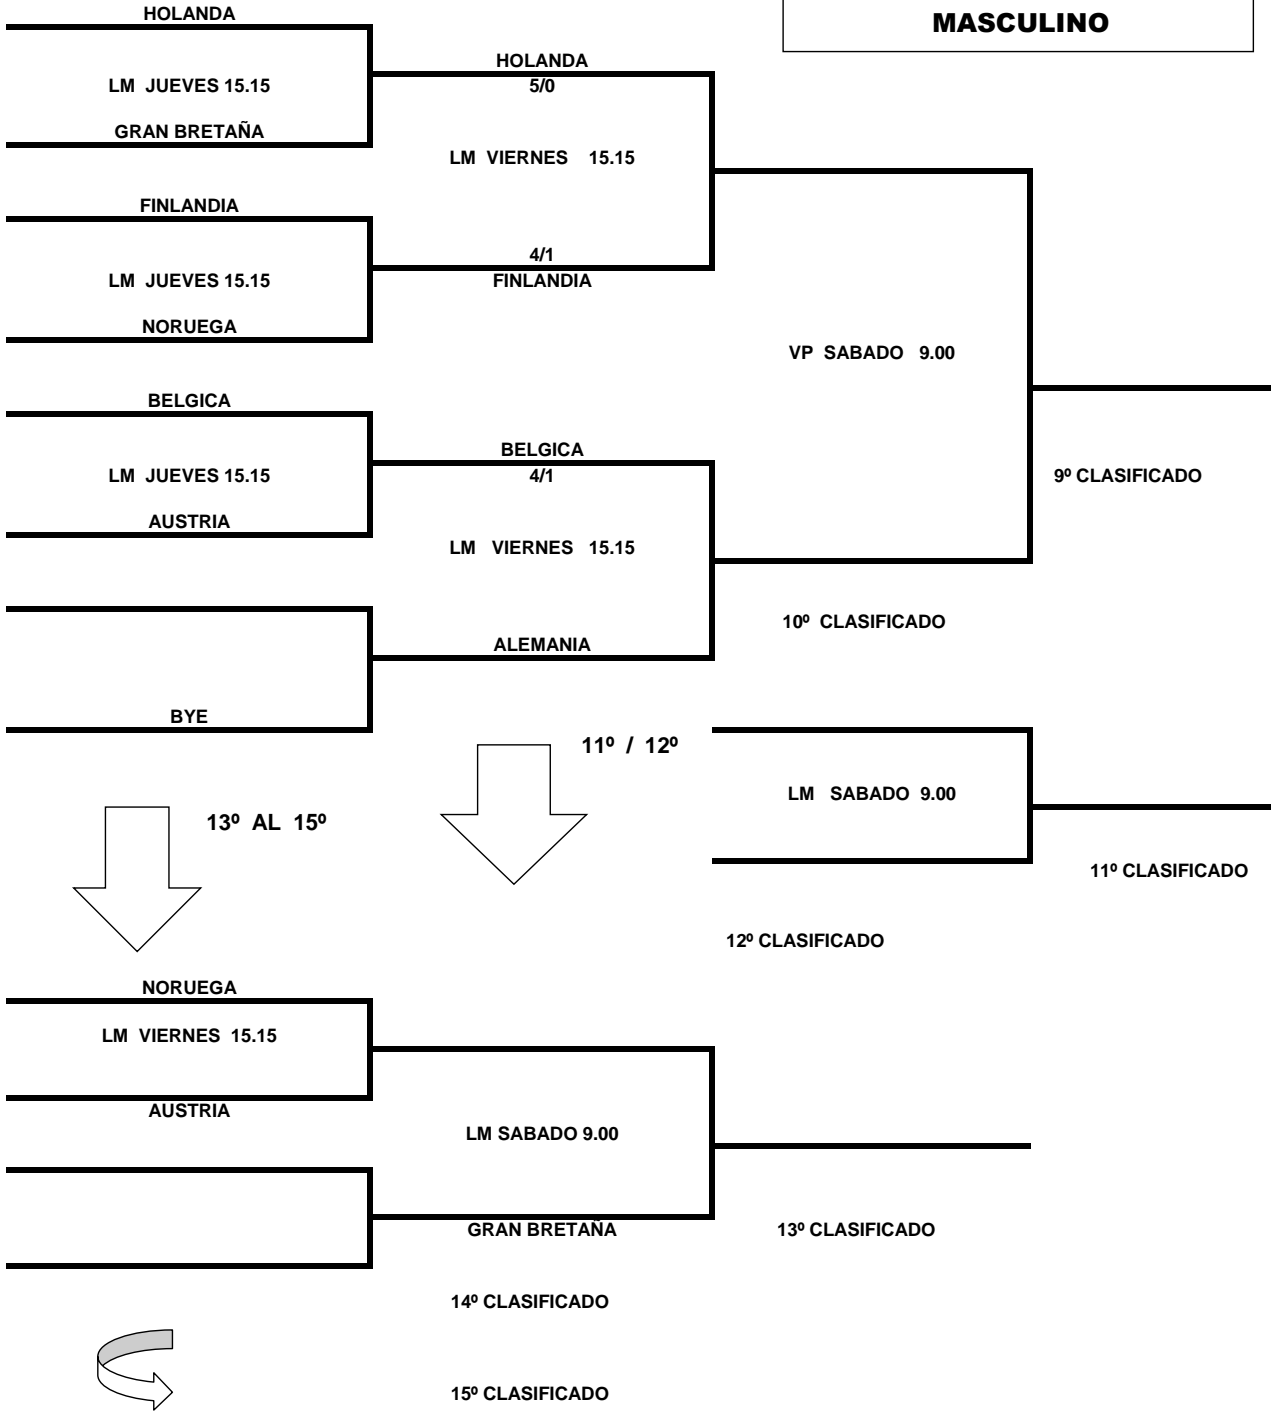 HOLANDA
MASCULINO
LM JUEVES 15.15
GRAN BRETAÑA
HOLANDA
5/0
LM VIERNES 15.15
FINLANDIA
4/1
FINLANDIA
LM JUEVES 15.15
NORUEGA
VP SABADO 9.00
BELGICA
LM JUEVES 15.15
AUSTRIA
BELGICA
4/1
LM VIERNES 15.15
9º CLASIFICADO
10º CLASIFICADO
ALEMANIA
BYE
11º / 12º
LM SABADO 9.00
13º AL 15º
11º CLASIFICADO
12º CLASIFICADO
NORUEGA
LM VIERNES 15.15
AUSTRIA
LM SABADO 9.00
GRAN BRETAÑA
13º CLASIFICADO
14º CLASIFICADO
15º CLASIFICADO